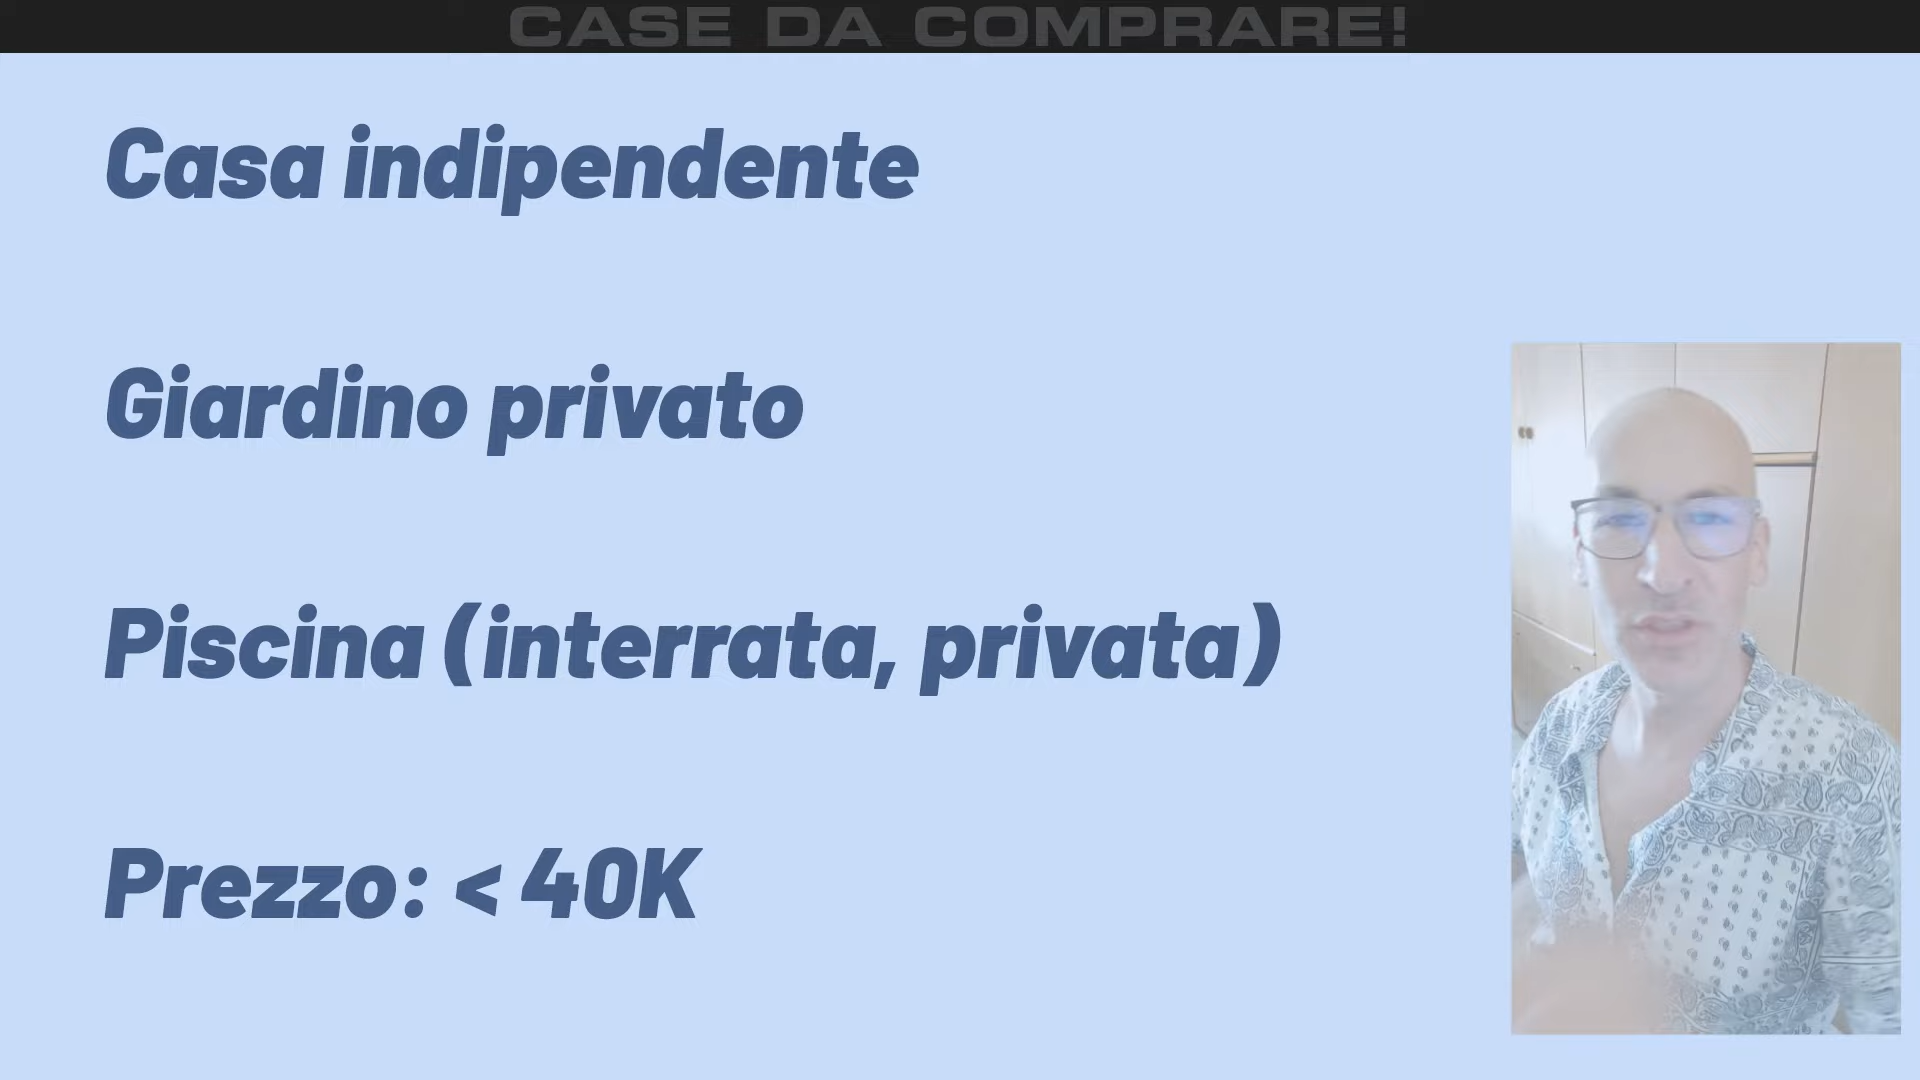 CASE DA COMPRARE!
Casa indipendente
Giardino privato
Piscina (interrata, privata)
Prezzo: < 40K